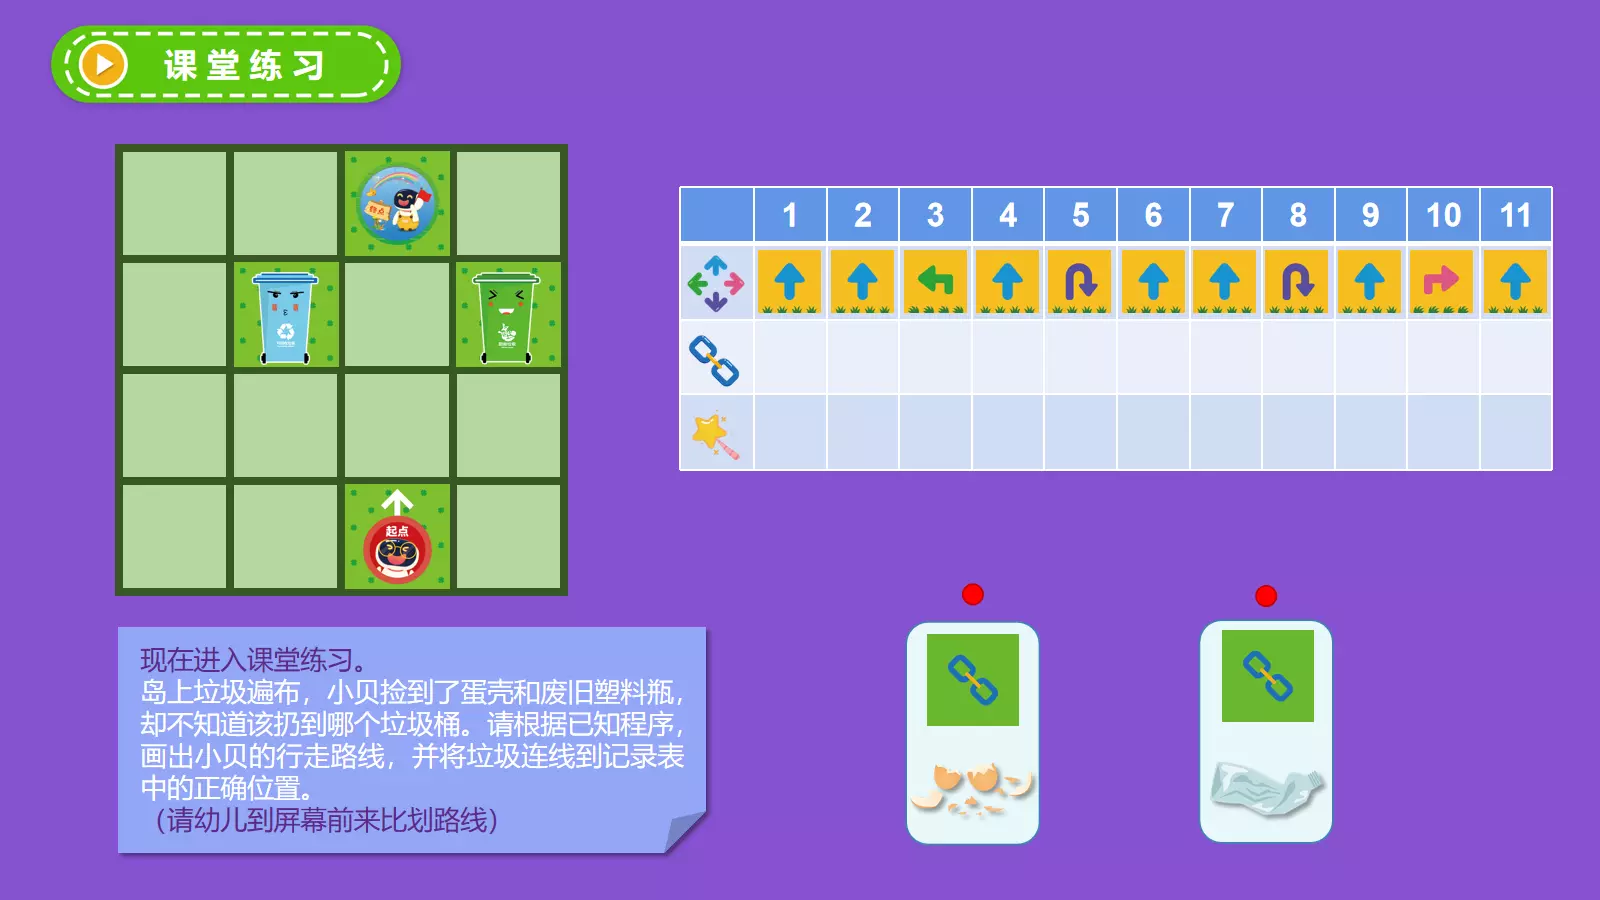 课堂练习
终点
1 2 3 4 5 6 7 8 9 10 11
起点
现在进入课堂练习。
岛上垃圾遍布，小贝捡到了蛋壳和废旧塑料瓶，
却不知道该扔到哪个垃圾桶。请根据已知程序，
画出小贝的行走路线，并将垃圾连线到记录表
中的正确位置。
（请幼儿到屏幕前来比划路线）